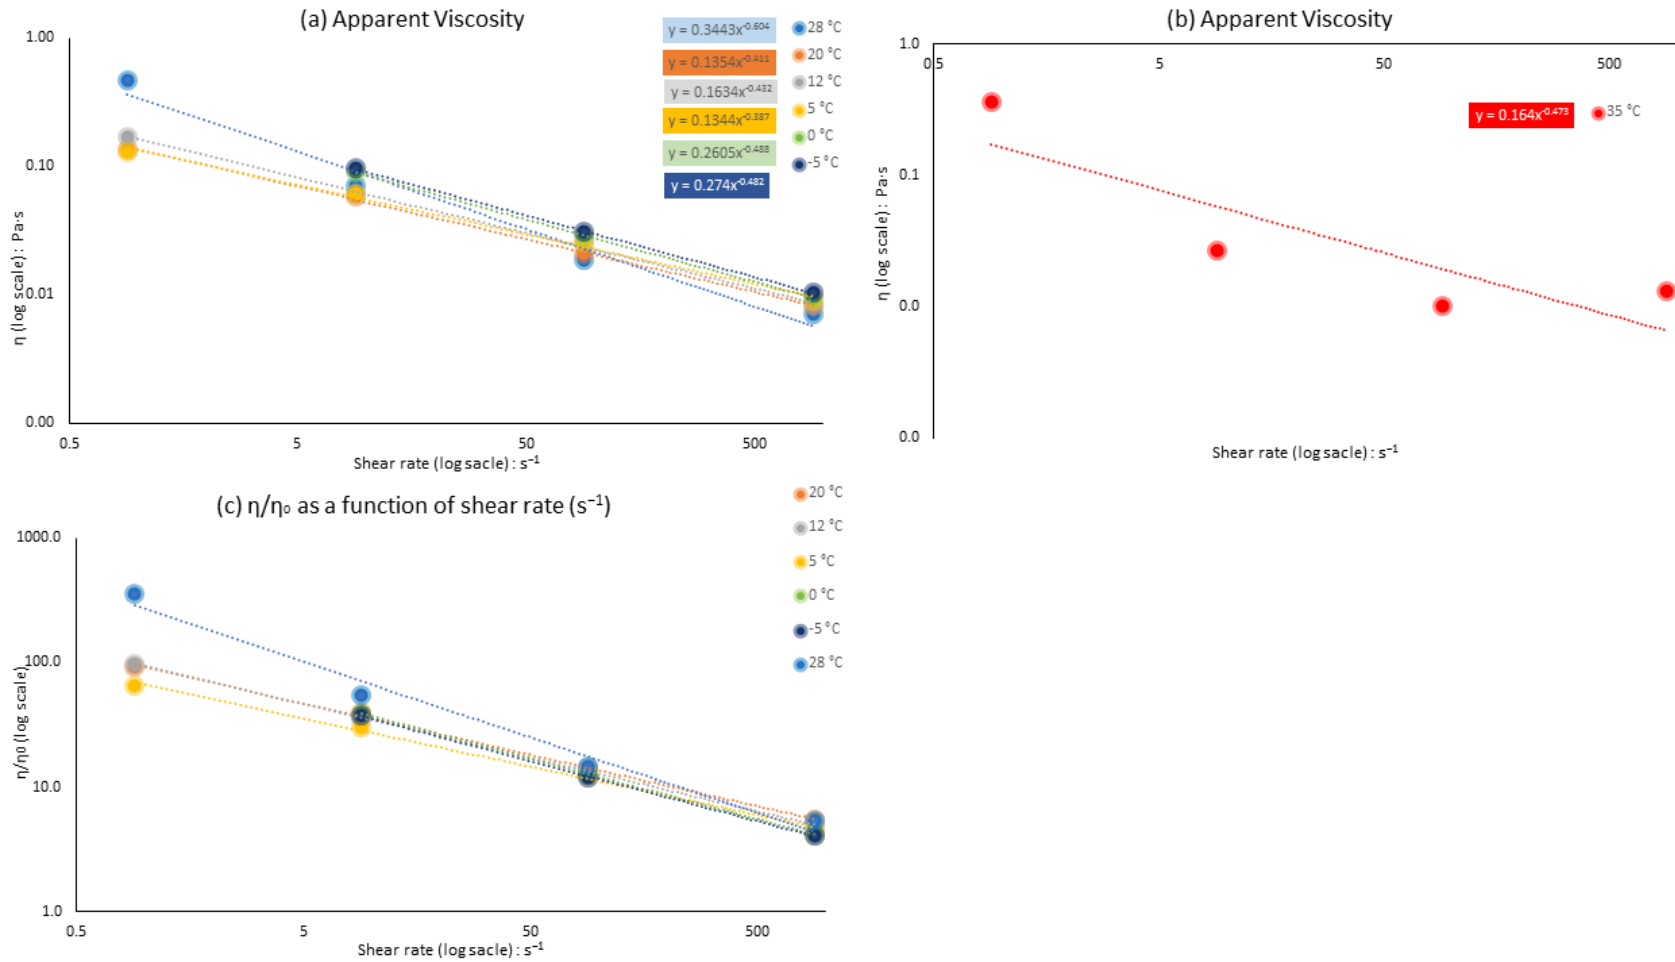 (a) Apparent Viscosity
1.00
0.10
0.01
0.00
η (log scale) : Pa·s
0.5
5
50
500
Shear rate (log sacle) : s⁻¹
y = 0.3443x^-0.604
y = 0.1354x^-0.411
y = 0.1634x^-0.432
y = 0.1344x^-0.387
y = 0.2605x^-0.488
y = 0.274x^-0.482
28 °C
20 °C
12 °C
5 °C
0 °C
-5 °C
(b) Apparent Viscosity
1.0
0.1
0.0
0.0
η (log scale) : Pa·s
0.5
5
50
500
y = 0.164x^-0.473
35 °C
Shear rate (log sacle) : s⁻¹
(c) η/η₀ as a function of shear rate (s⁻¹)
1000.0
100.0
10.0
1.0
η/η0 (log scale)
0.5
5
50
500
Shear rate (log sacle) : s⁻¹
20 °C
12 °C
5 °C
0 °C
-5 °C
28 °C